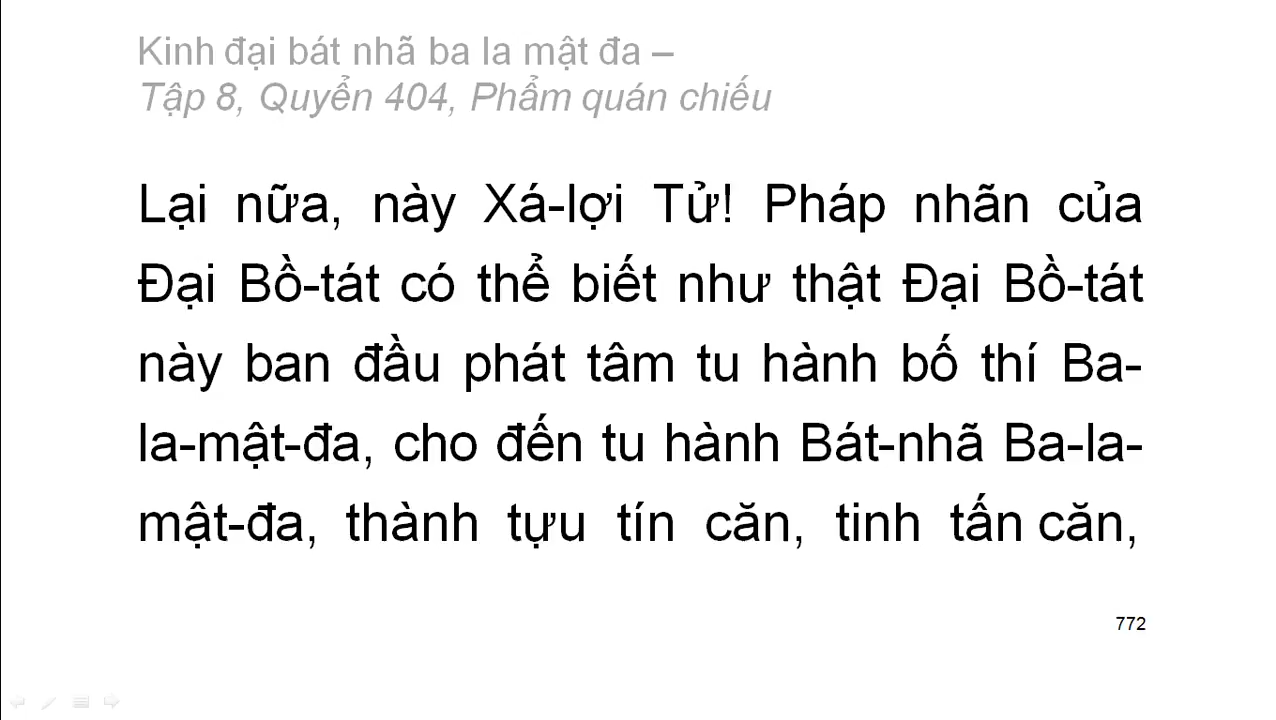 Kinh đại bát nhã ba la mật đa –
Tập 8, Quyển 404, Phẩm quán chiếu
Lại nữa, này Xá-lợi Tử! Pháp nhãn của
Đại Bồ-tát có thể biết như thật Đại Bồ-tát
này ban đầu phát tâm tu hành bố thí Ba-
la-mật-đa, cho đến tu hành Bát-nhã Ba-la-
mật-đa, thành tựu tín căn, tinh tấn căn,
772